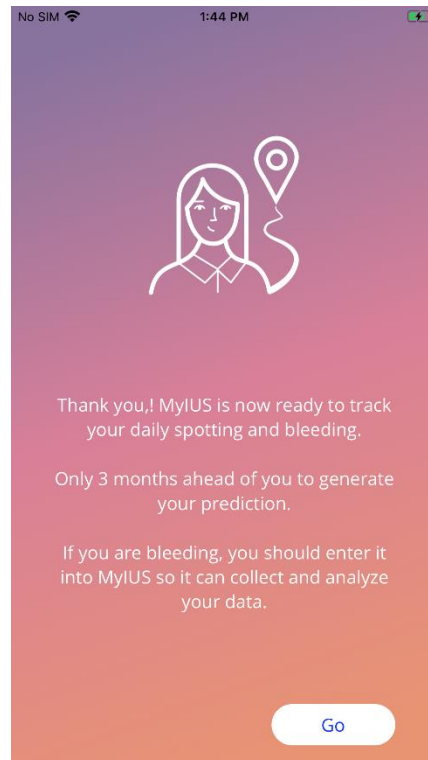 No SIM 1:44 PM
Thank you,! MyIUS is now ready to track
your daily spotting and bleeding.
Only 3 months ahead of you to generate
your prediction.
If you are bleeding, you should enter it
into MyIUS so it can collect and analyze
your data.
Go